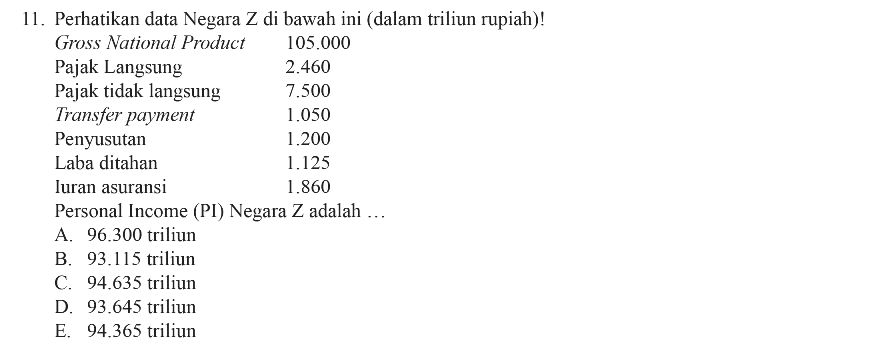 11. Perhatikan data Negara Z di bawah ini (dalam triliun rupiah)!
Gross National Product 105.000
Pajak Langsung 2.460
Pajak tidak langsung 7.500
Transfer payment 1.050
Penyusutan 1.200
Laba ditahan 1.125
Iuran asuransi 1.860
Personal Income (PI) Negara Z adalah …
A. 96.300 triliun
B. 93.115 triliun
C. 94.635 triliun
D. 93.645 triliun
E. 94.365 triliun